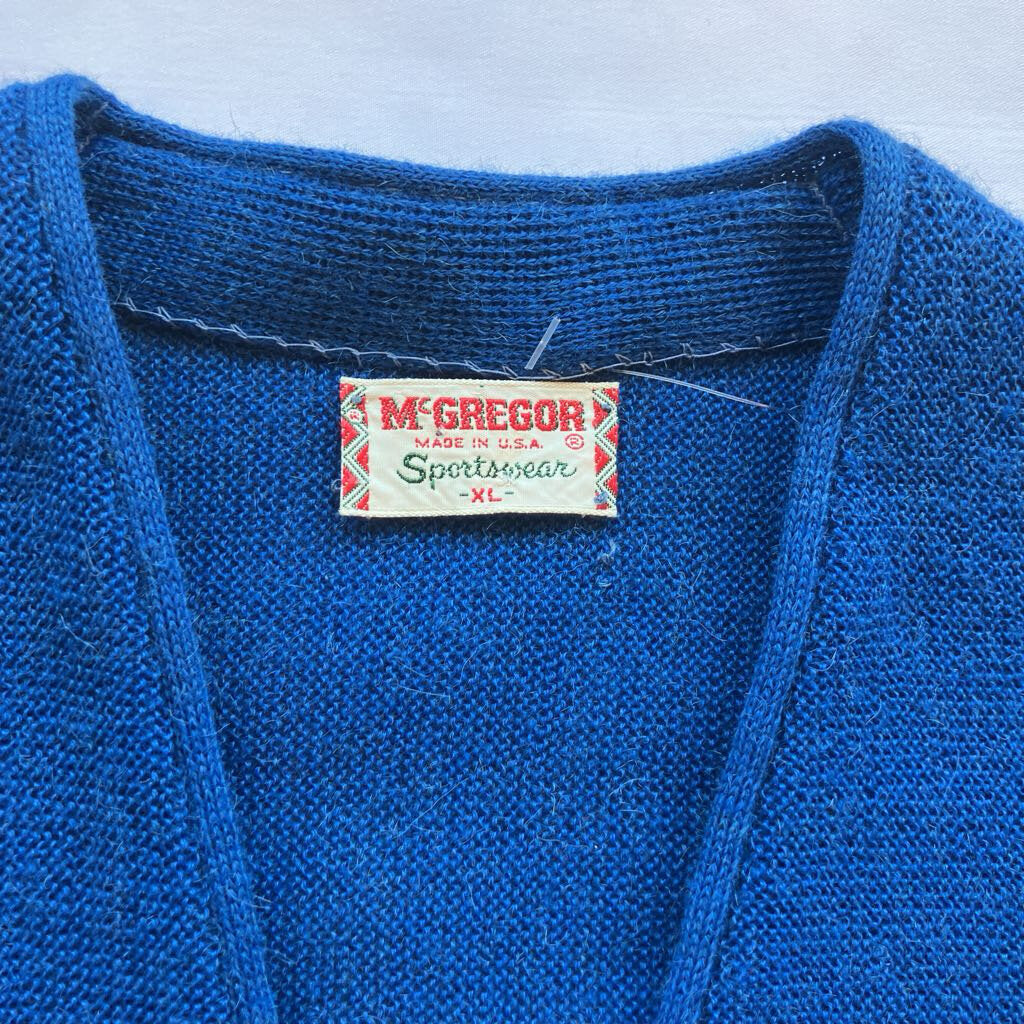 McGREGOR
MADE IN U.S.A. ®
Sportswear
-XL-
®